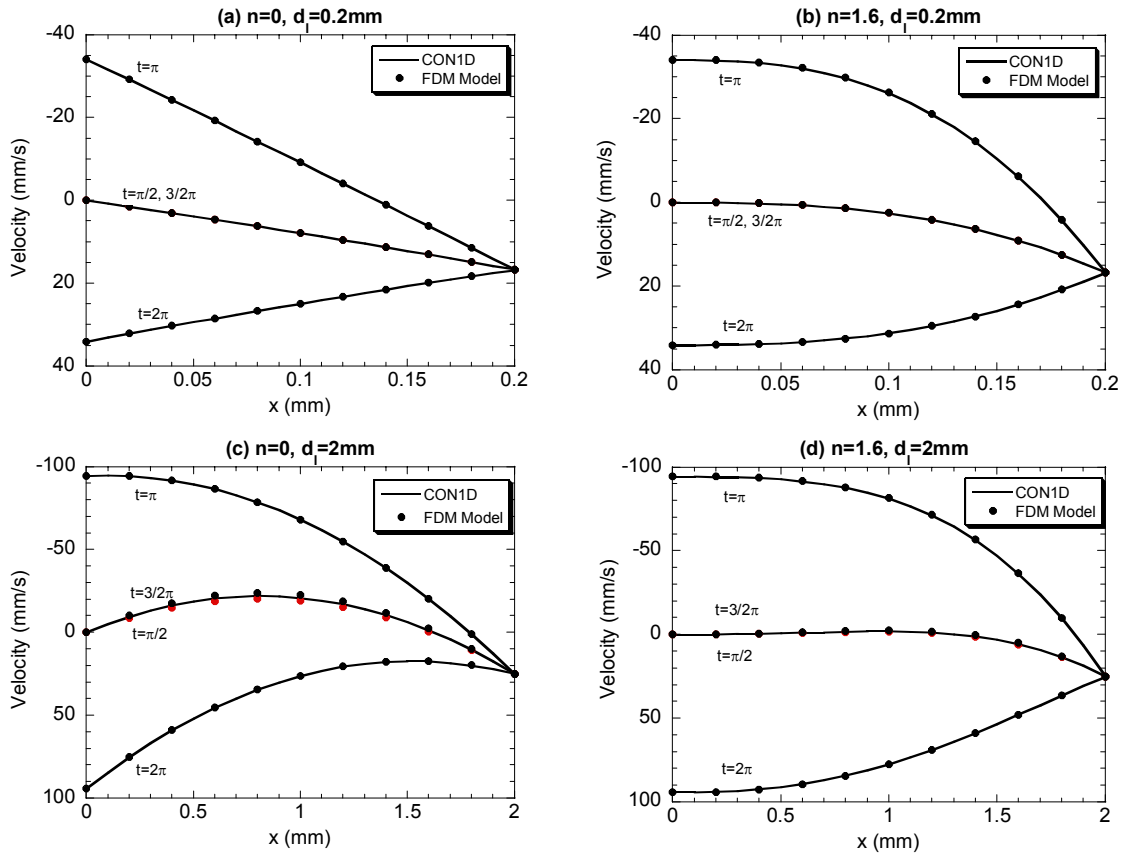 (a) n=0, d_l=0.2mm
-40
-20
0
20
40
Velocity (mm/s)
t=π
t=π/2, 3/2π
t=2π
CON1D
FDM Model
0 0.05 0.1 0.15 0.2
x (mm)
(b) n=1.6, d_l=0.2mm
-40
-20
0
20
40
Velocity (mm/s)
t=π
t=π/2, 3/2π
t=2π
CON1D
FDM Model
0 0.05 0.1 0.15 0.2
x (mm)
(c) n=0, d_l=2mm
-100
-50
0
50
100
Velocity (mm/s)
t=π
t=3/2π
t=π/2
t=2π
CON1D
FDM Model
0 0.5 1 1.5 2
x (mm)
(d) n=1.6, d_l=2mm
-100
-50
0
50
100
Velocity (mm/s)
t=π
t=3/2π
t=π/2
t=2π
CON1D
FDM Model
0 0.5 1 1.5 2
x (mm)